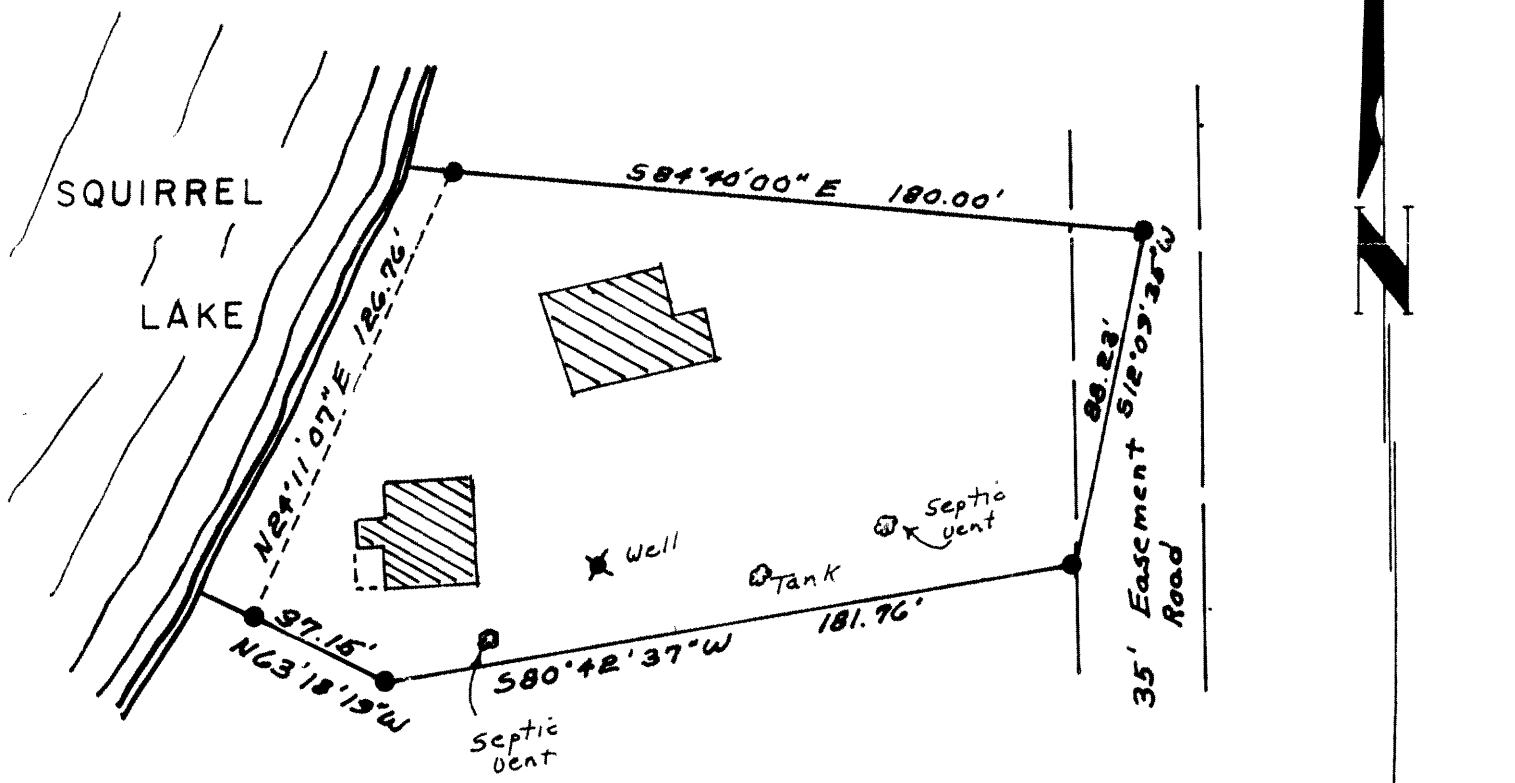 SQUIRREL
LAKE
S84°40'00" E 180.00'
N24°11'07" E 126.76'
88.23'
S12°09'35"W
35' Easement
Road
Septic
vent
Well
Tank
181.76'
S80°42'37"W
37.15'
N63°18'19"W
Septic
vent
N